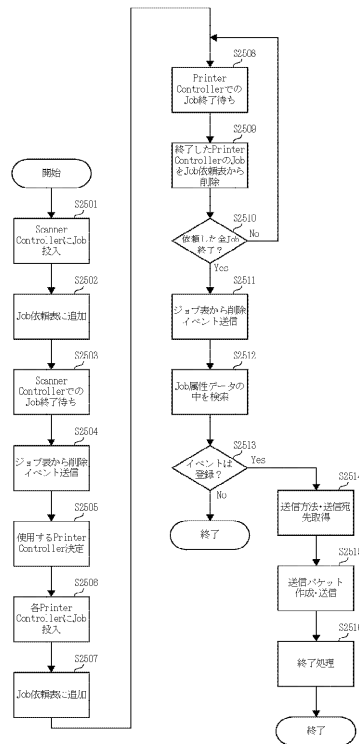 開始
S2501
Scanner
ControllerにJob
投入
S2502
Job依頼表に追加
S2503
Scanner
Controllerでの
Job終了待ち
S2504
ジョブ表から削除
イベント送信
S2505
使用するPrinter
Controller決定
S2506
各Printer
ControllerにJob
投入
S2507
Job依頼表に追加
S2508
Printer
Controllerでの
Job終了待ち
S2509
終了したPrinter
ControllerのJob
をJob依頼表から
削除
S2510
依頼した全Job
終了?
No
Yes
S2511
ジョブ表から削除
イベント送信
S2512
Job属性データの
中を検索
S2513
イベントは
登録?
Yes
No
終了
S2514
送信方法・送信宛
先取得
S2515
送信パケット
作成・送信
S2516
終了処理
終了